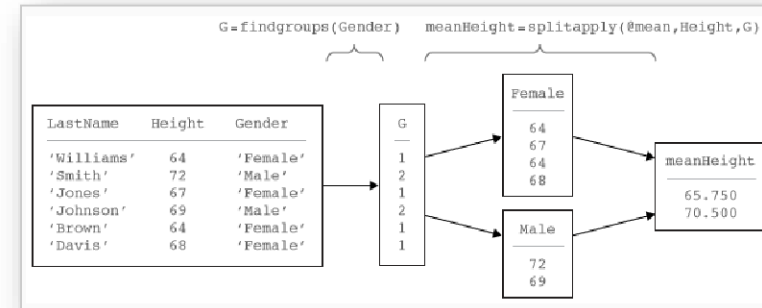 G=findgroups(Gender)
meanHeight=splitapply(@mean,Height,G)
LastName Height Gender
'Williams' 64 'Female'
'Smith' 72 'Male'
'Jones' 67 'Female'
'Johnson' 69 'Male'
'Brown' 64 'Female'
'Davis' 68 'Female'
G
1
2
1
2
1
1
Female
64
67
64
68
Male
72
69
meanHeight
65.750
70.500